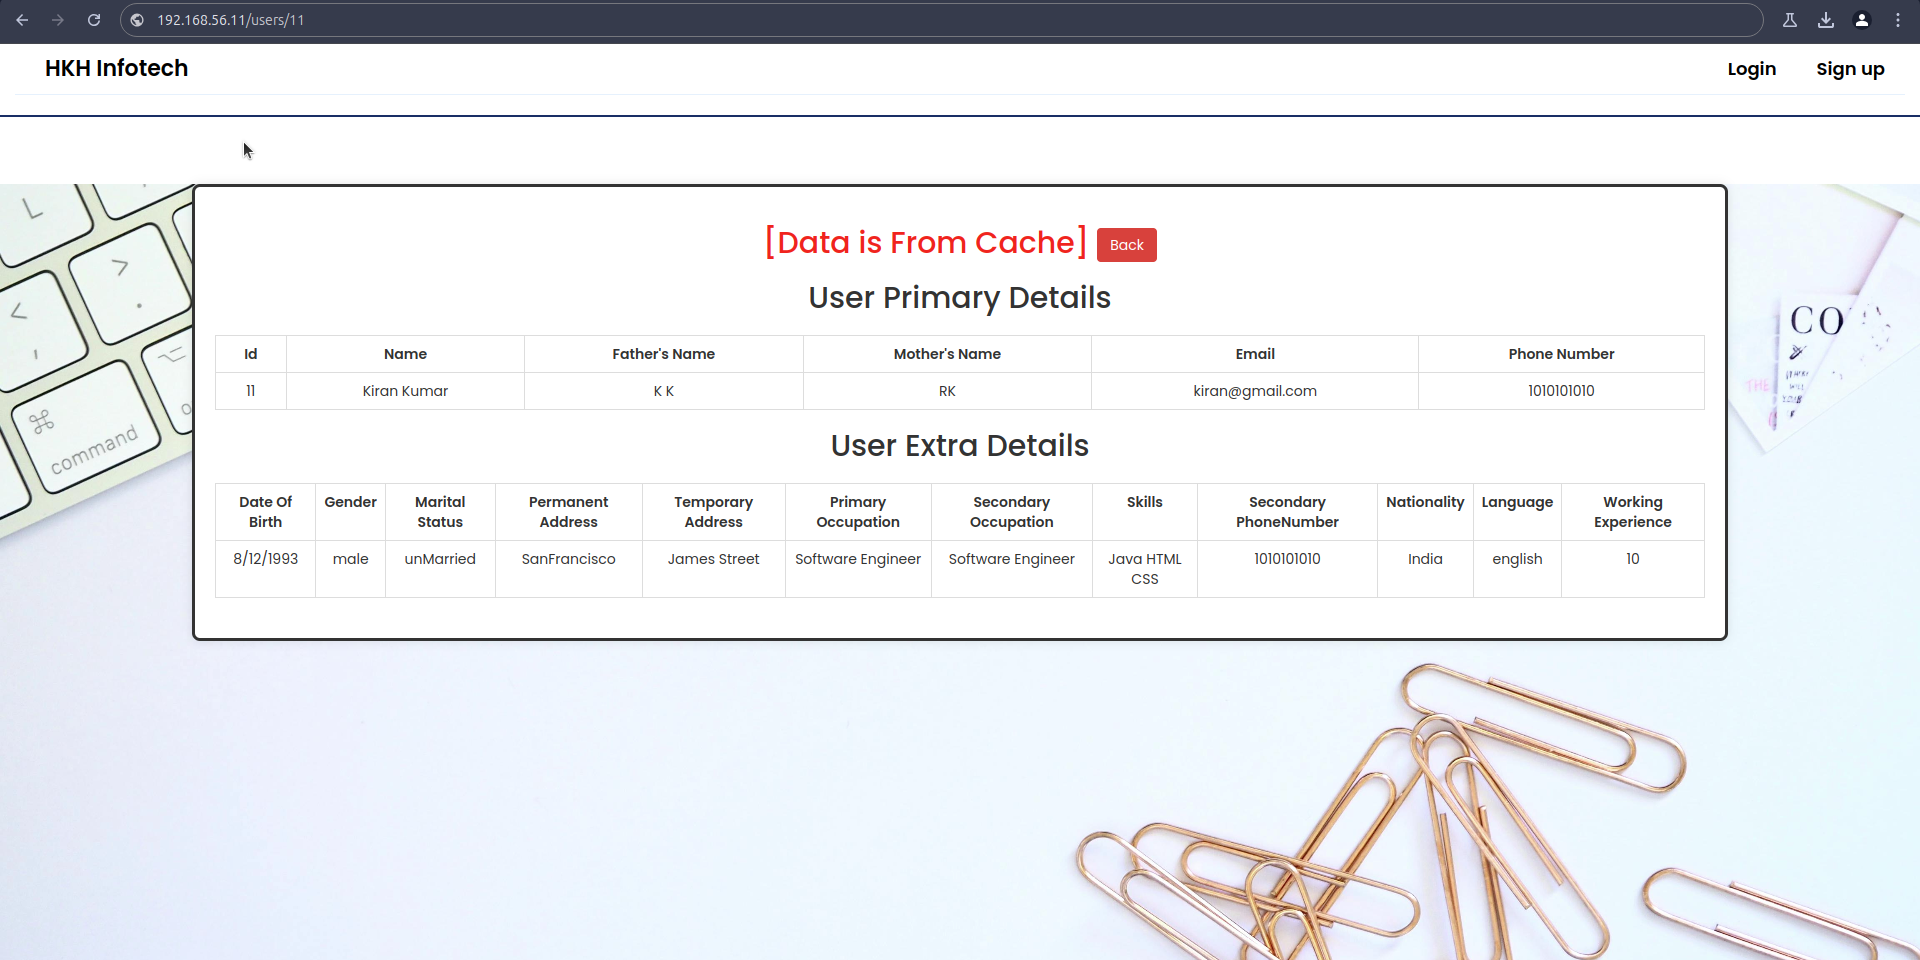 192.168.56.11/users/11
HKH Infotech
Login
Sign up
[Data is From Cache]
Back
User Primary Details
Id Name Father's Name Mother's Name Email Phone Number
11 Kiran Kumar K K RK kiran@gmail.com 1010101010
User Extra Details
Date Of Birth Gender Marital Status Permanent Address Temporary Address Primary Occupation Secondary Occupation Skills Secondary PhoneNumber Nationality Language Working Experience
8/12/1993 male unMarried SanFrancisco James Street Software Engineer Software Engineer Java HTML CSS 1010101010 India english 10
L
>
.
<
,
command
CO
THE